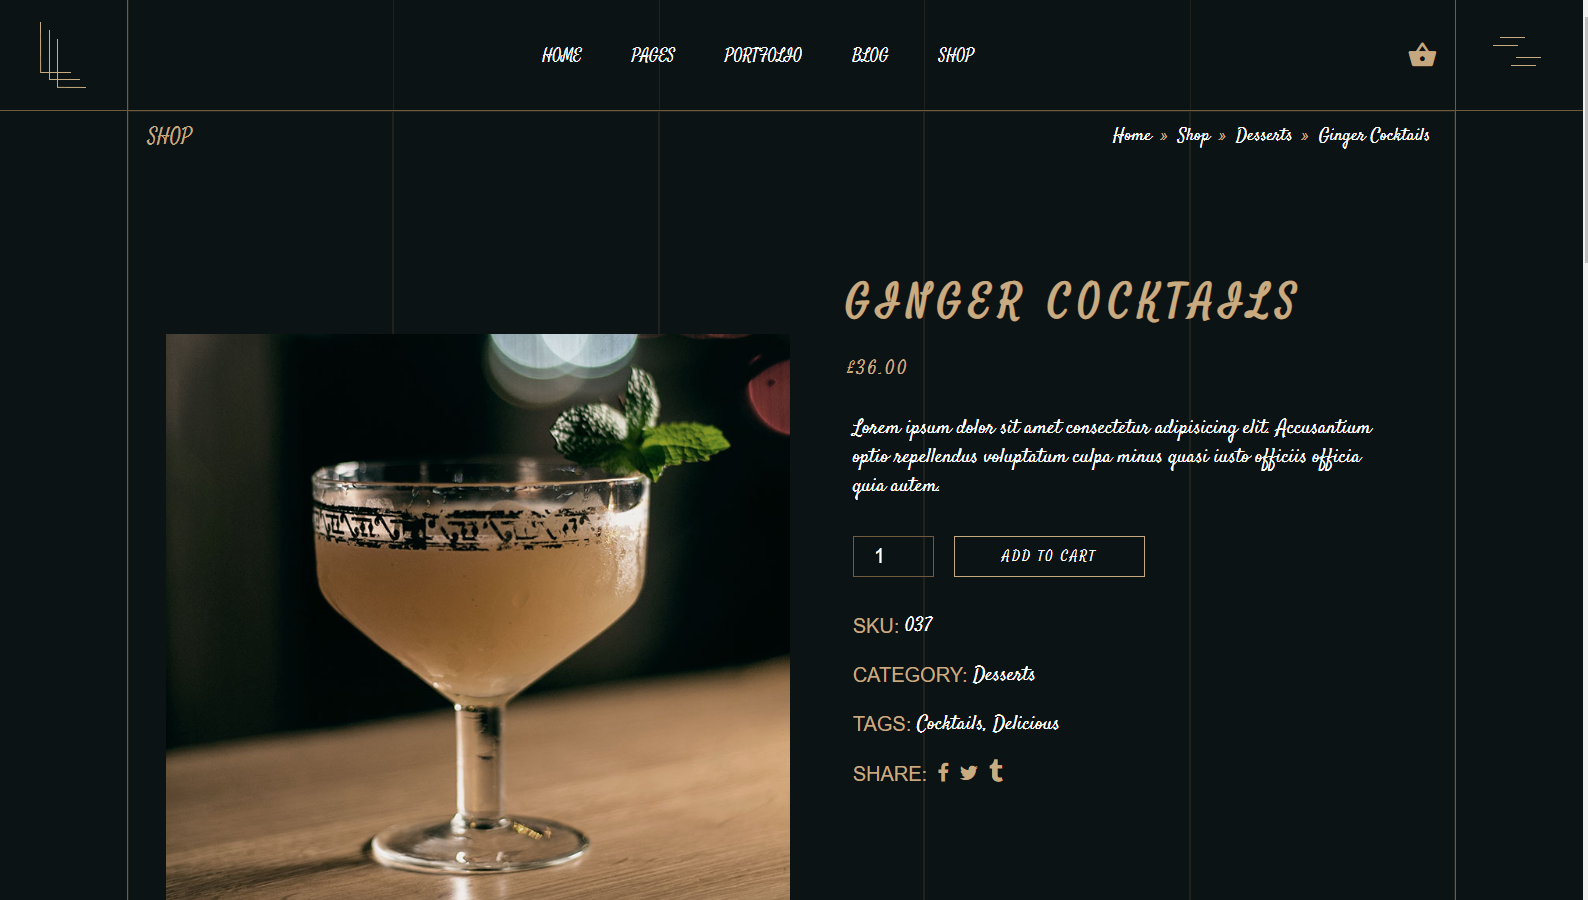 HOME PAGES PORTFOLIO BLOG SHOP
SHOP
Home » Shop » Desserts » Ginger Cocktails
GINGER COCKTAILS
£36.00
Lorem ipsum dolor sit amet consectetur adipisicing elit. Accusantium
optio repellendus voluptatum culpa minus quasi iusto officiis officia
quia autem.
1
ADD TO CART
SKU: 037
CATEGORY: Desserts
TAGS: Cocktails, Delicious
SHARE: